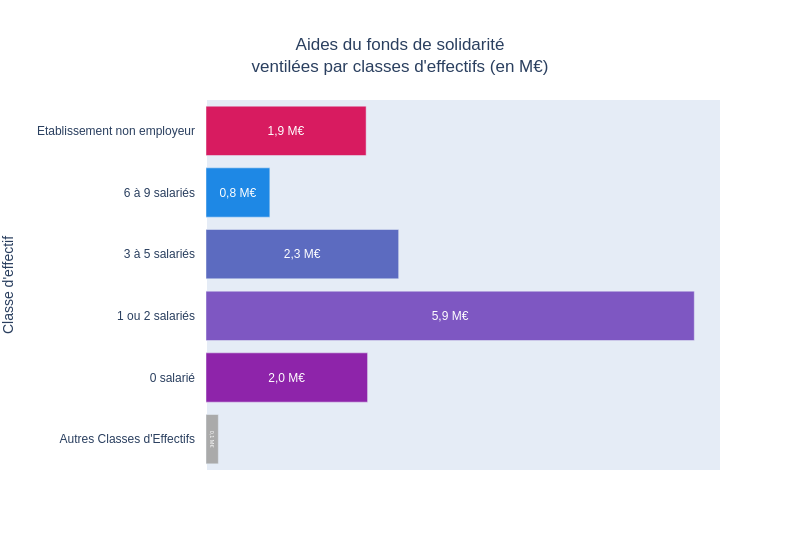 Aides du fonds de solidarité
ventilées par classes d'effectifs (en M€)
Classe d'effectif
Etablissement non employeur
1,9 M€
6 à 9 salariés
0,8 M€
3 à 5 salariés
2,3 M€
1 ou 2 salariés
5,9 M€
0 salarié
2,0 M€
Autres Classes d'Effectifs